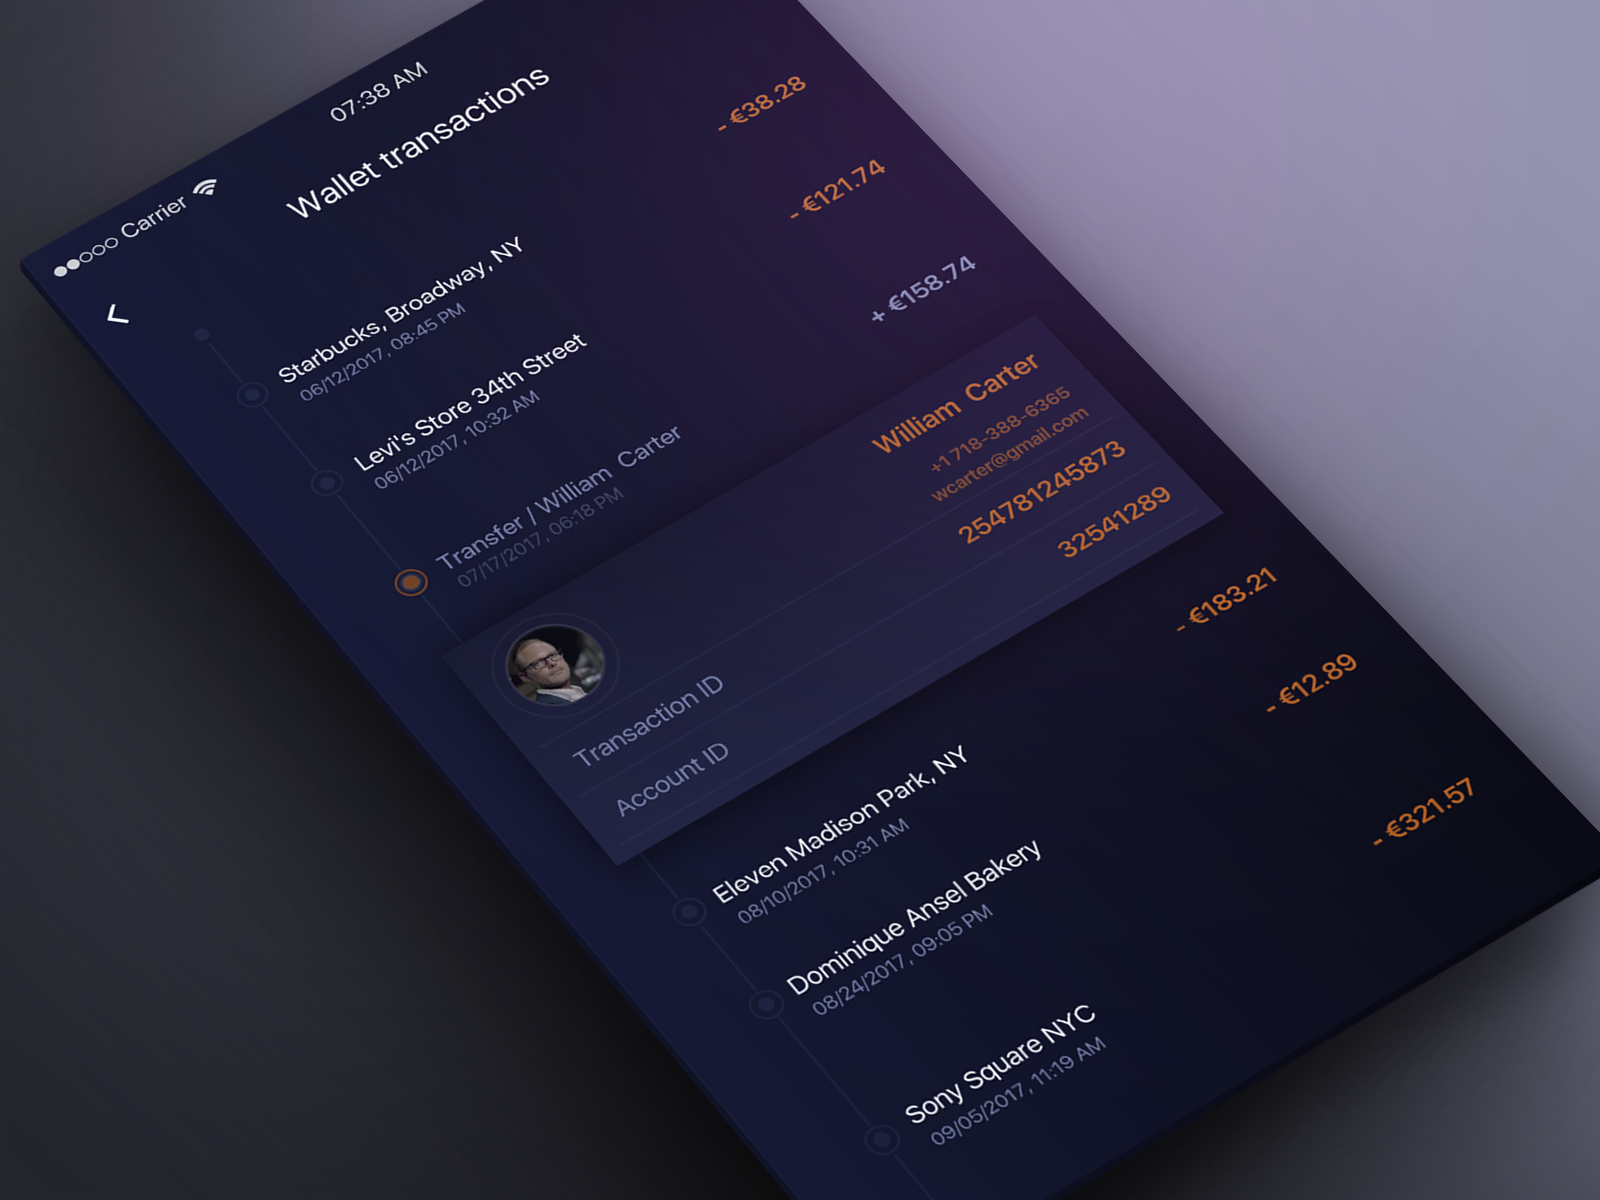 Carrier 07:38 AM
Wallet transactions
Starbucks, Broadway, NY - €38.28
06/12/2017, 08:45 PM
Levi's Store 34th Street - €121.74
06/12/2017, 10:32 AM
Transfer / William Carter + €158.74
07/17/2017, 06:18 PM
William Carter
+1 718-388-6365
wcarter@gmail.com
Transaction ID 254781245873
Account ID 32541289
Eleven Madison Park, NY - €183.21
08/10/2017, 10:31 AM
Dominique Ansel Bakery - €12.89
08/24/2017, 09:05 PM
Sony Square NYC - €321.57
09/05/2017, 11:19 AM